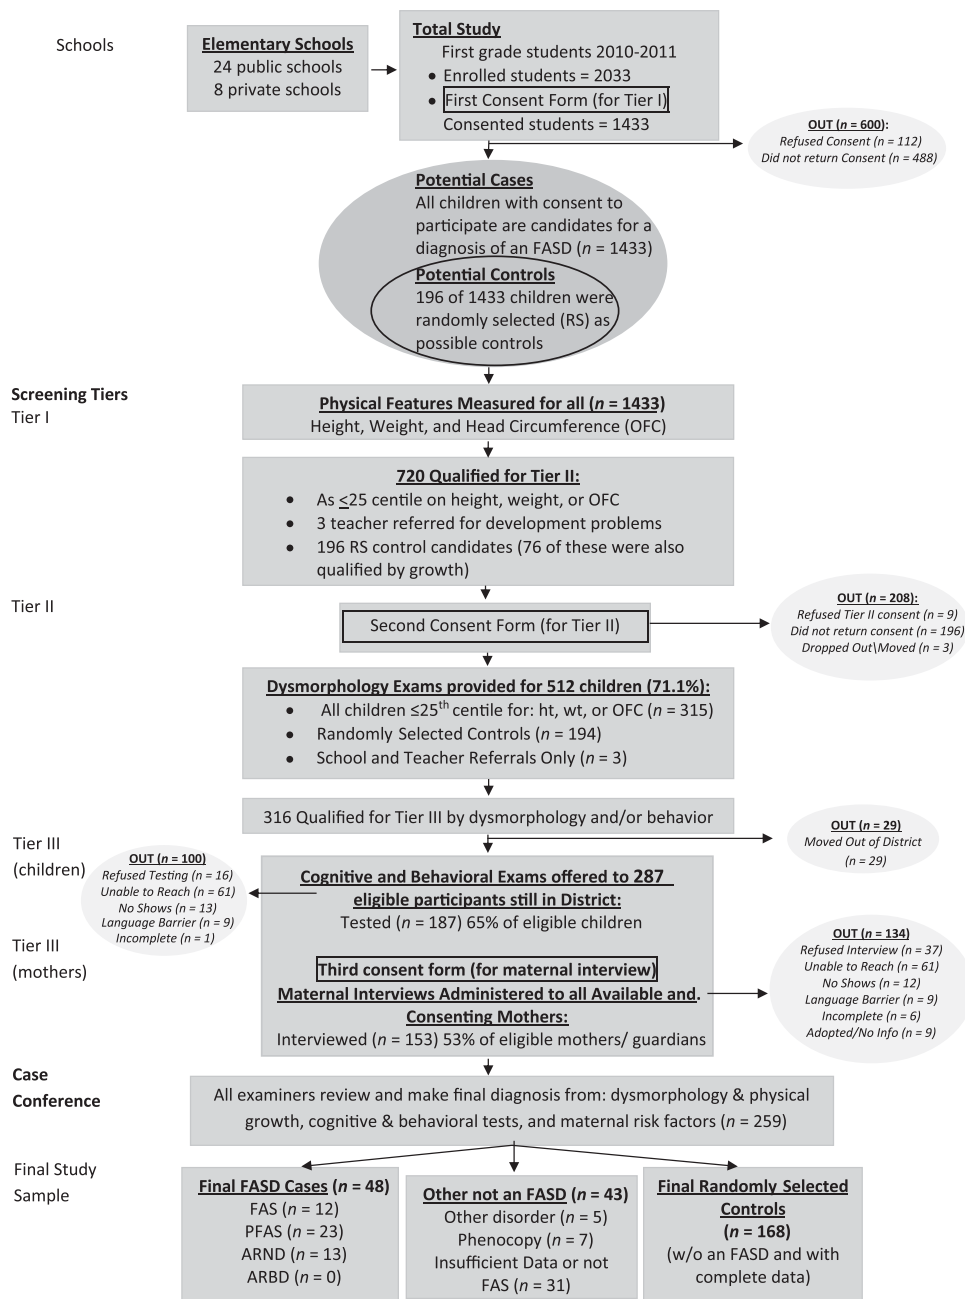 Schools
Elementary Schools
24 public schools
8 private schools
Total Study
First grade students 2010-2011
● Enrolled students = 2033
● First Consent Form (for Tier I)
Consented students = 1433
OUT (n = 600):
Refused Consent (n = 112)
Did not return Consent (n = 488)
Potential Cases
All children with consent to
participate are candidates for a
diagnosis of an FASD (n = 1433)
Potential Controls
196 of 1433 children were
randomly selected (RS) as
possible controls
Screening Tiers
Tier I
Physical Features Measured for all (n = 1433)
Height, Weight, and Head Circumference (OFC)
720 Qualified for Tier II:
● As ≤25 centile on height, weight, or OFC
● 3 teacher referred for development problems
● 196 RS control candidates (76 of these were also
qualified by growth)
Tier II
Second Consent Form (for Tier II)
OUT (n = 208):
Refused Tier II consent (n = 9)
Did not return consent (n = 196)
Dropped Out\Moved (n = 3)
Dysmorphology Exams provided for 512 children (71.1%):
● All children ≤25th centile for: ht, wt, or OFC (n = 315)
● Randomly Selected Controls (n = 194)
● School and Teacher Referrals Only (n = 3)
316 Qualified for Tier III by dysmorphology and/or behavior
OUT (n = 29)
Moved Out of District
(n = 29)
Tier III
(children)
OUT (n = 100)
Refused Testing (n = 16)
Unable to Reach (n = 61)
No Shows (n = 13)
Language Barrier (n = 9)
Incomplete (n = 1)
Cognitive and Behavioral Exams offered to 287
eligible participants still in District:
Tested (n = 187) 65% of eligible children
Tier III
(mothers)
Third consent form (for maternal interview)
Maternal Interviews Administered to all Available and.
Consenting Mothers:
Interviewed (n = 153) 53% of eligible mothers/ guardians
OUT (n = 134)
Refused Interview (n = 37)
Unable to Reach (n = 61)
No Shows (n = 12)
Language Barrier (n = 9)
Incomplete (n = 6)
Adopted/No Info (n = 9)
Case
Conference
All examiners review and make final diagnosis from: dysmorphology & physical
growth, cognitive & behavioral tests, and maternal risk factors (n = 259)
Final Study
Sample
Final FASD Cases (n = 48)
FAS (n = 12)
PFAS (n = 23)
ARND (n = 13)
ARBD (n = 0)
Other not an FASD (n = 43)
Other disorder (n = 5)
Phenocopy (n = 7)
Insufficient Data or not
FAS (n = 31)
Final Randomly Selected
Controls
(n = 168)
(w/o an FASD and with
complete data)